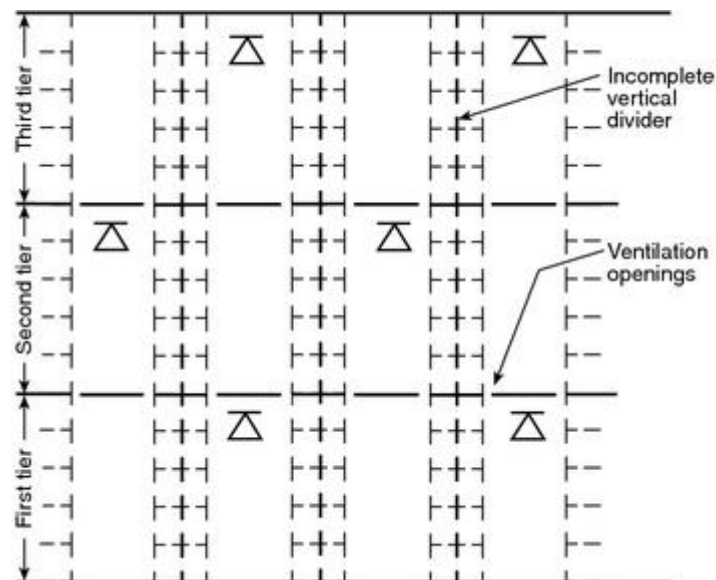 Third tier
Second tier
First tier
Incomplete
vertical
divider
Ventilation
openings